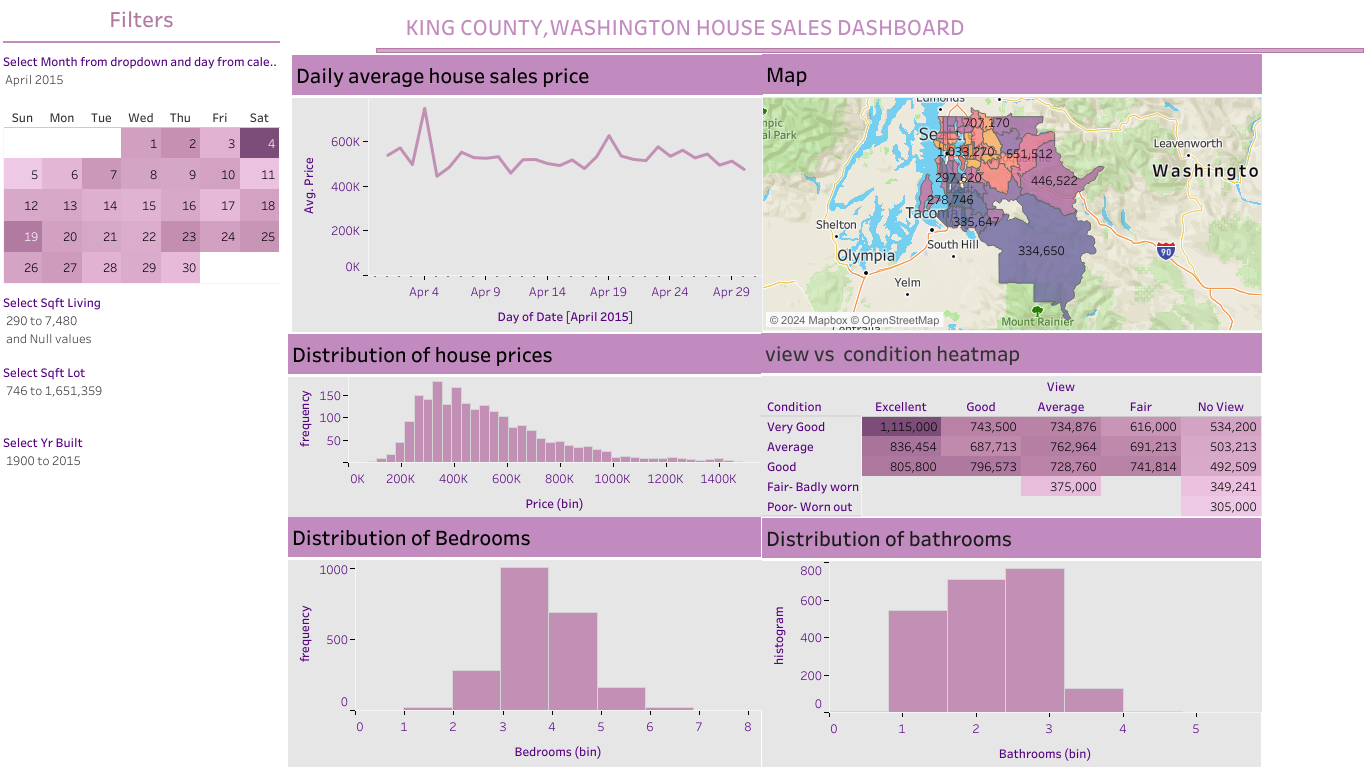 Filters
KING COUNTY,WASHINGTON HOUSE SALES DASHBOARD
Select Month from dropdown and day from cale..
April 2015
Sun Mon Tue Wed Thu Fri Sat
1 2 3 4
5 6 7 8 9 10 11
12 13 14 15 16 17 18
19 20 21 22 23 24 25
26 27 28 29 30
Select Sqft Living
290 to 7,480
and Null values
Select Sqft Lot
746 to 1,651,359
Select Yr Built
1900 to 2015
Daily average house sales price
Avg. Price
600K
400K
200K
0K
Apr 4 Apr 9 Apr 14 Apr 19 Apr 24 Apr 29
Day of Date [April 2015]
Map
Edmonds
al Park
Se
707,170
551,512
446,522
297,620
278,746
Tacom
335,647
334,650
Leavenworth
Washingto
Shelton
South Hill
Olympia
90
Yelm
Mount Rainier
© 2024 Mapbox © OpenStreetMap
Distribution of house prices
frequency
150
100
50
0K 200K 400K 600K 800K 1000K 1200K 1400K
Price (bin)
view vs condition heatmap
View
Condition Excellent Good Average Fair No View
Very Good 1,115,000 743,500 734,876 616,000 534,200
Average 836,454 687,713 762,964 691,213 503,213
Good 805,800 796,573 728,760 741,814 492,509
Fair- Badly worn 375,000 349,241
Poor- Worn out 305,000
Distribution of Bedrooms
frequency
1000
500
0
0 1 2 3 4 5 6 7 8
Bedrooms (bin)
Distribution of bathrooms
histogram
800
600
400
200
0
0 1 2 3 4 5
Bathrooms (bin)